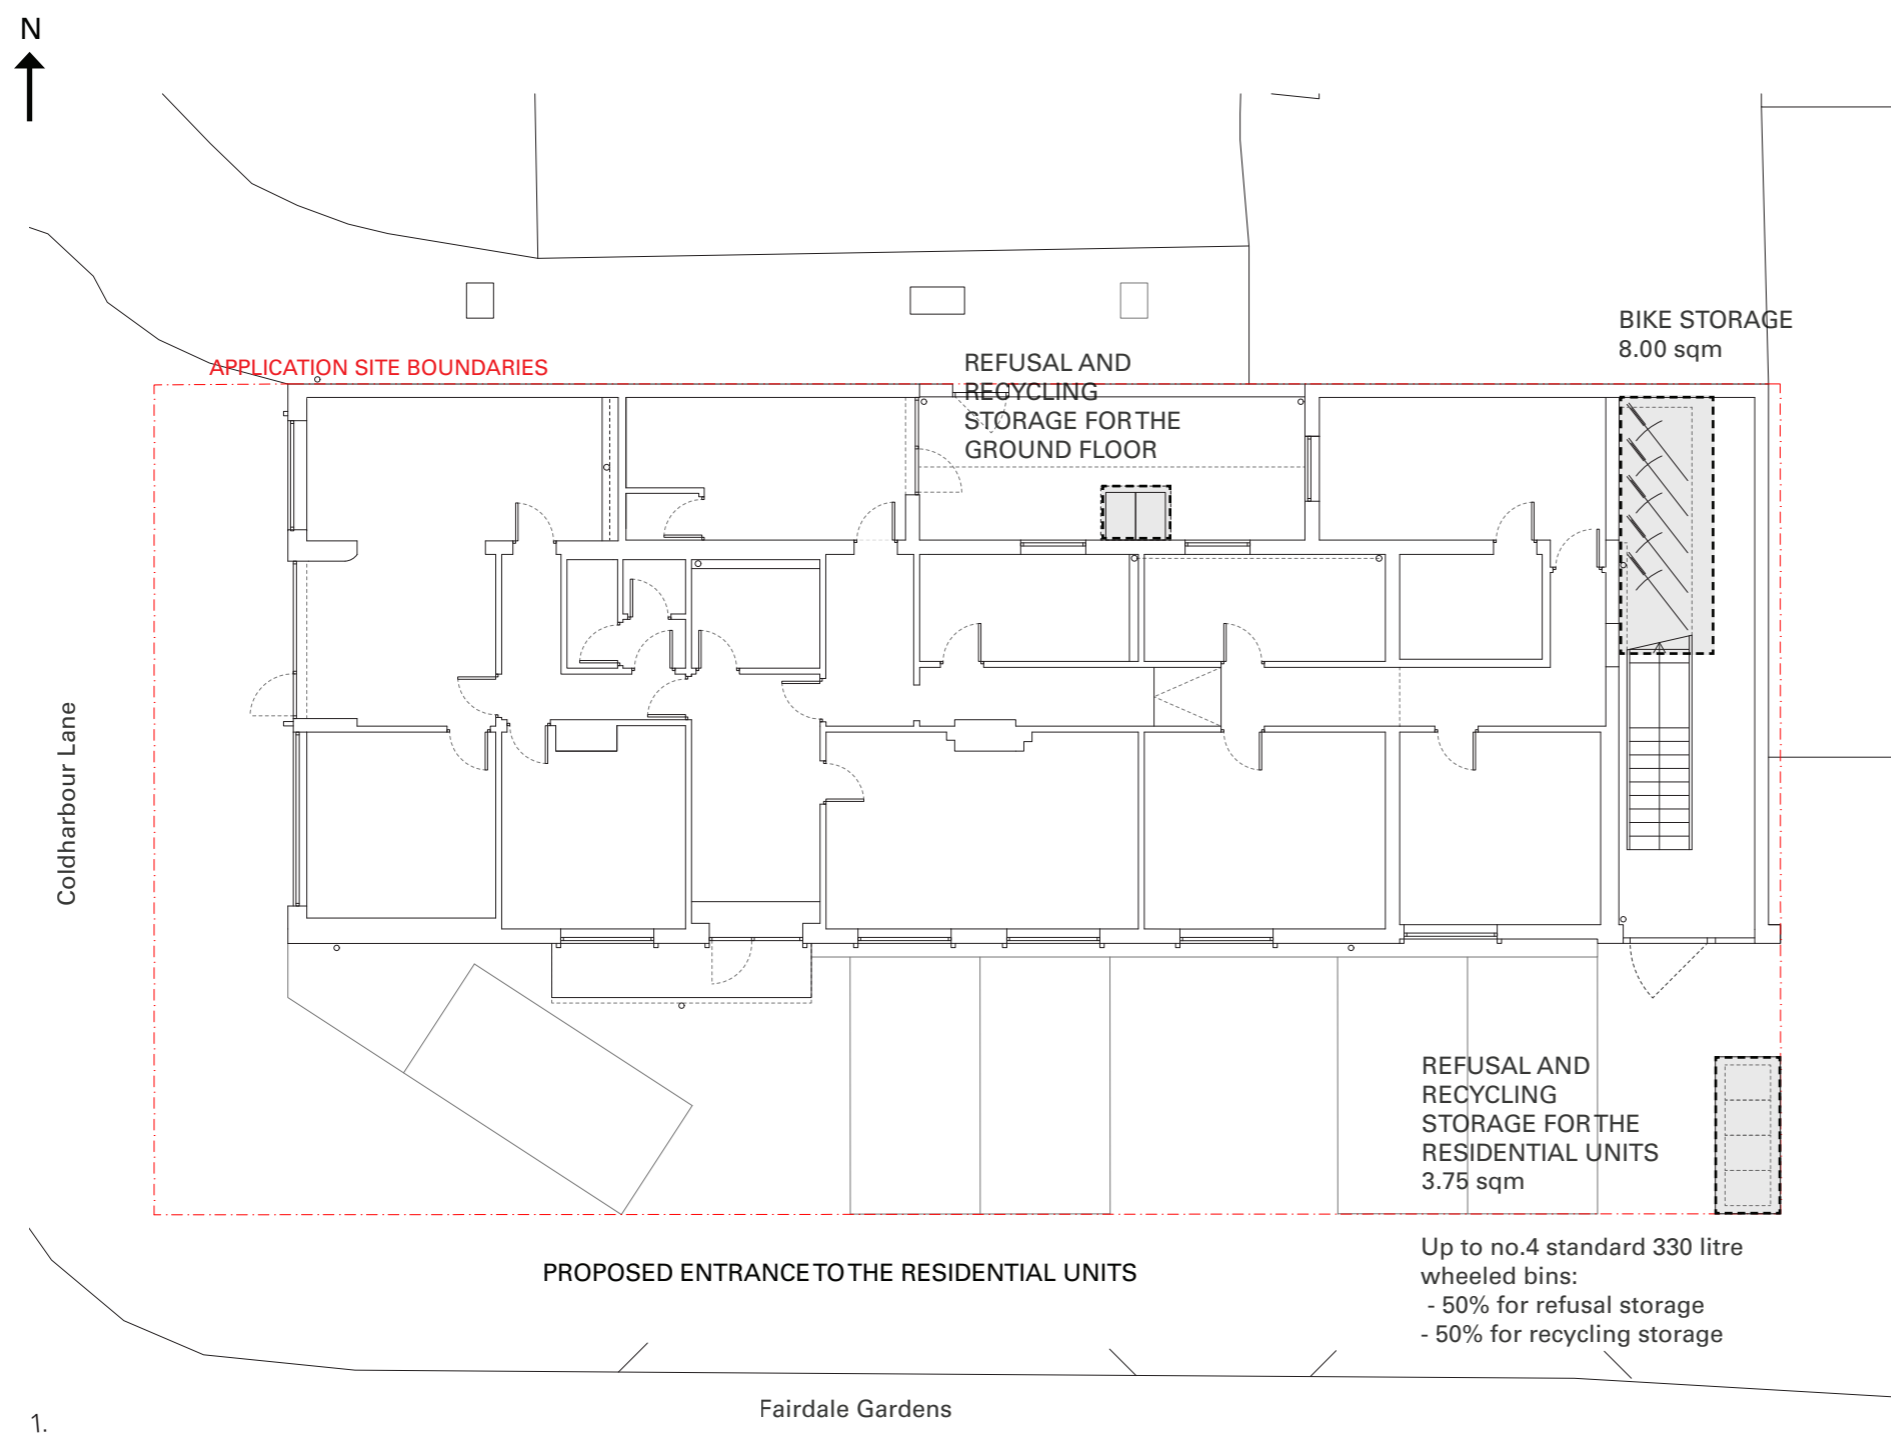 N
BIKE STORAGE
8.00 sqm
APPLICATION SITE BOUNDARIES
REFUSAL AND
RECYCLING
STORAGE FOR THE
GROUND FLOOR
Coldharbour Lane
REFUSAL AND
RECYCLING
STORAGE FOR THE
RESIDENTIAL UNITS
3.75 sqm
Up to no.4 standard 330 litre
wheeled bins:
- 50% for refusal storage
- 50% for recycling storage
PROPOSED ENTRANCE TO THE RESIDENTIAL UNITS
Fairdale Gardens
1.